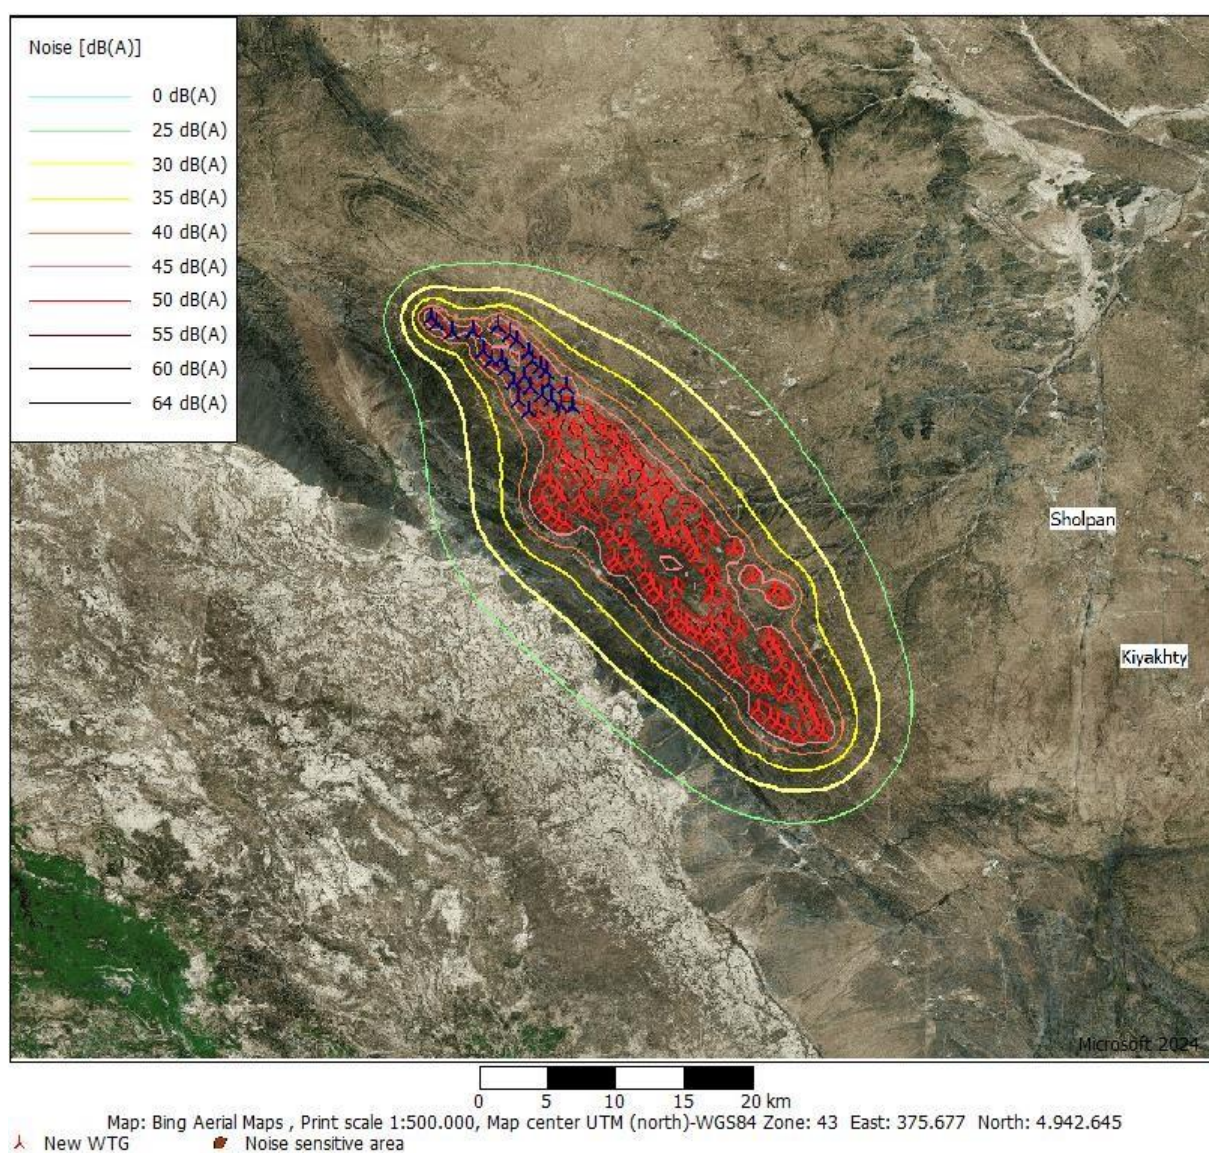 Noise [dB(A)]
0 dB(A)
25 dB(A)
30 dB(A)
35 dB(A)
40 dB(A)
45 dB(A)
50 dB(A)
55 dB(A)
60 dB(A)
64 dB(A)
Sholpan
Kiyakhty
Microsoft 2024
0 5 10 15 20 km
Map: Bing Aerial Maps , Print scale 1:500.000, Map center UTM (north)-WGS84 Zone: 43 East: 375.677 North: 4.942.645
New WTG Noise sensitive area